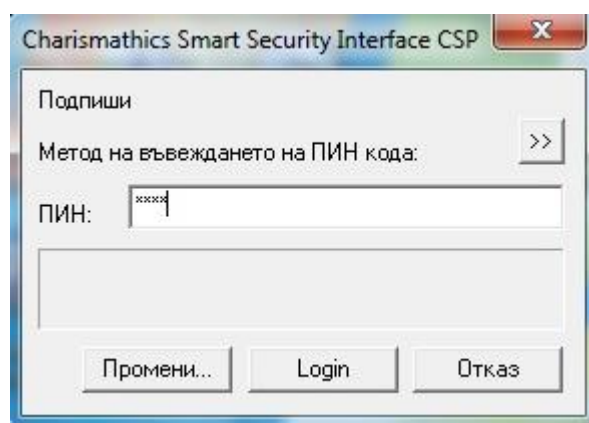 Charismathics Smart Security Interface CSP
Подпиши
Метод на въвеждането на ПИН кода:
>>
ПИН: ****
Промени... Login Отказ